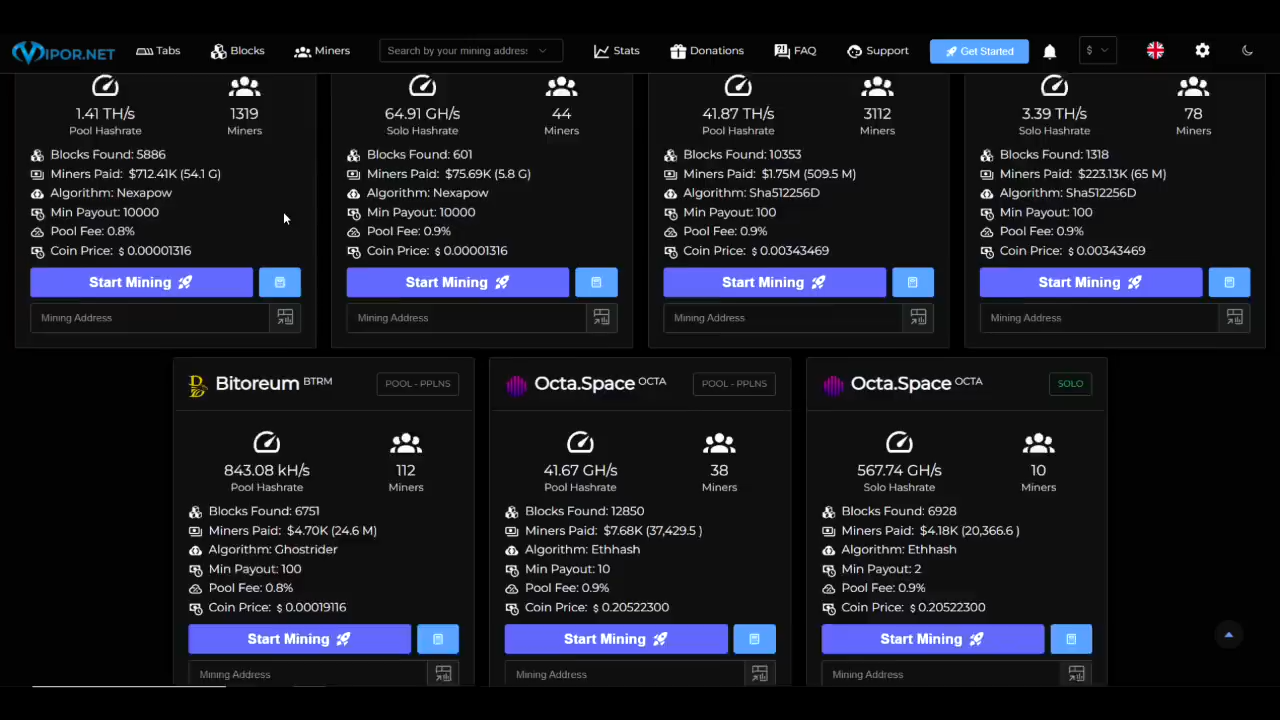 VIPOR.NET Tabs Blocks Miners Search by your mining address Stats Donations FAQ Support Get Started $
1.41 TH/s 1319
Pool Hashrate Miners
Blocks Found: 5886
Miners Paid: $712.41K (54.1 G)
Algorithm: Nexapow
Min Payout: 10000
Pool Fee: 0.8%
Coin Price: $ 0.00001316
Start Mining
Mining Address
64.91 GH/s 44
Solo Hashrate Miners
Blocks Found: 601
Miners Paid: $75.69K (5.8 G)
Algorithm: Nexapow
Min Payout: 10000
Pool Fee: 0.9%
Coin Price: $ 0.00001316
Start Mining
Mining Address
41.87 TH/s 3112
Pool Hashrate Miners
Blocks Found: 10353
Miners Paid: $1.75M (509.5 M)
Algorithm: Sha512256D
Min Payout: 100
Pool Fee: 0.9%
Coin Price: $ 0.00343469
Start Mining
Mining Address
3.39 TH/s 78
Solo Hashrate Miners
Blocks Found: 1318
Miners Paid: $223.13K (65 M)
Algorithm: Sha512256D
Min Payout: 100
Pool Fee: 0.9%
Coin Price: $ 0.00343469
Start Mining
Mining Address
Bitoreum BTRM POOL - PPLNS
843.08 kH/s 112
Pool Hashrate Miners
Blocks Found: 6751
Miners Paid: $4.70K (24.6 M)
Algorithm: Ghostrider
Min Payout: 100
Pool Fee: 0.8%
Coin Price: $ 0.00019116
Start Mining
Mining Address
Octa.Space OCTA POOL - PPLNS
41.67 GH/s 38
Pool Hashrate Miners
Blocks Found: 12850
Miners Paid: $7.68K (37,429.5 )
Algorithm: Ethhash
Min Payout: 10
Pool Fee: 0.9%
Coin Price: $ 0.20522300
Start Mining
Mining Address
Octa.Space OCTA SOLO
567.74 GH/s 10
Solo Hashrate Miners
Blocks Found: 6928
Miners Paid: $4.18K (20,366.6 )
Algorithm: Ethhash
Min Payout: 2
Pool Fee: 0.9%
Coin Price: $ 0.20522300
Start Mining
Mining Address